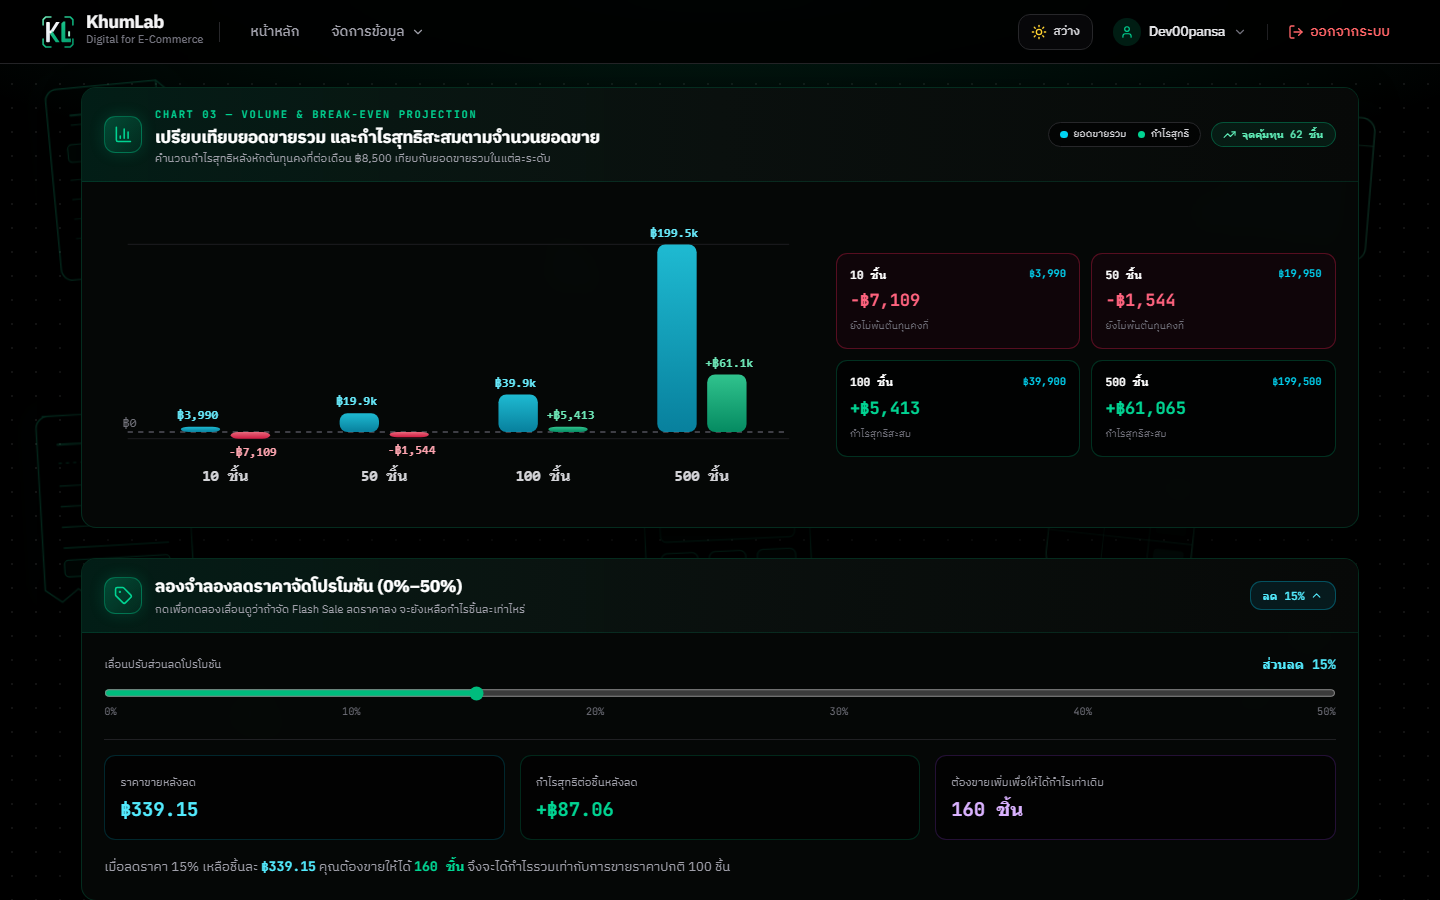 KhumLab
Digital for E-Commerce
หน้าหลัก
จัดการข้อมูล
สว่าง
Dev00pansa
ออกจากระบบ
CHART 03 — VOLUME & BREAK-EVEN PROJECTION
เปรียบเทียบยอดขายรวม และกำไรสุทธิสะสมตามจำนวนยอดขาย
คำนวณกำไรสุทธิหลังหักต้นทุนคงที่ต่อเดือน ฿8,500 เทียบกับยอดขายรวมในแต่ละระดับ
ยอดขายรวม
กำไรสุทธิ
จุดคุ้มทุน 62 ชิ้น
฿199.5k
+฿61.1k
฿39.9k
+฿5,413
฿19.9k
-฿1,544
฿3,990
-฿7,109
฿0
10 ชิ้น
50 ชิ้น
100 ชิ้น
500 ชิ้น
10 ชิ้น
฿3,990
-฿7,109
ยังไม่พ้นต้นทุนคงที่
50 ชิ้น
฿19,950
-฿1,544
ยังไม่พ้นต้นทุนคงที่
100 ชิ้น
฿39,900
+฿5,413
กำไรสุทธิสะสม
500 ชิ้น
฿199,500
+฿61,065
กำไรสุทธิสะสม
ลองจำลองลดราคาจัดโปรโมชัน (0%–50%)
กดเพื่อทดลองเลื่อนดูว่าถ้าจัด Flash Sale ลดราคาลง จะยังเหลือกำไรชิ้นละเท่าไหร่
ลด 15%
เลื่อนปรับส่วนลดโปรโมชัน
ส่วนลด 15%
0%
10%
20%
30%
40%
50%
ราคาขายหลังลด
฿339.15
กำไรสุทธิต่อชิ้นหลังลด
+฿87.06
ต้องขายเพิ่มเพื่อให้ได้กำไรเท่าเดิม
160 ชิ้น
เมื่อลดราคา 15% เหลือชิ้นละ ฿339.15 คุณต้องขายให้ได้ 160 ชิ้น จึงจะได้กำไรรวมเท่ากับการขายราคาปกติ 100 ชิ้น